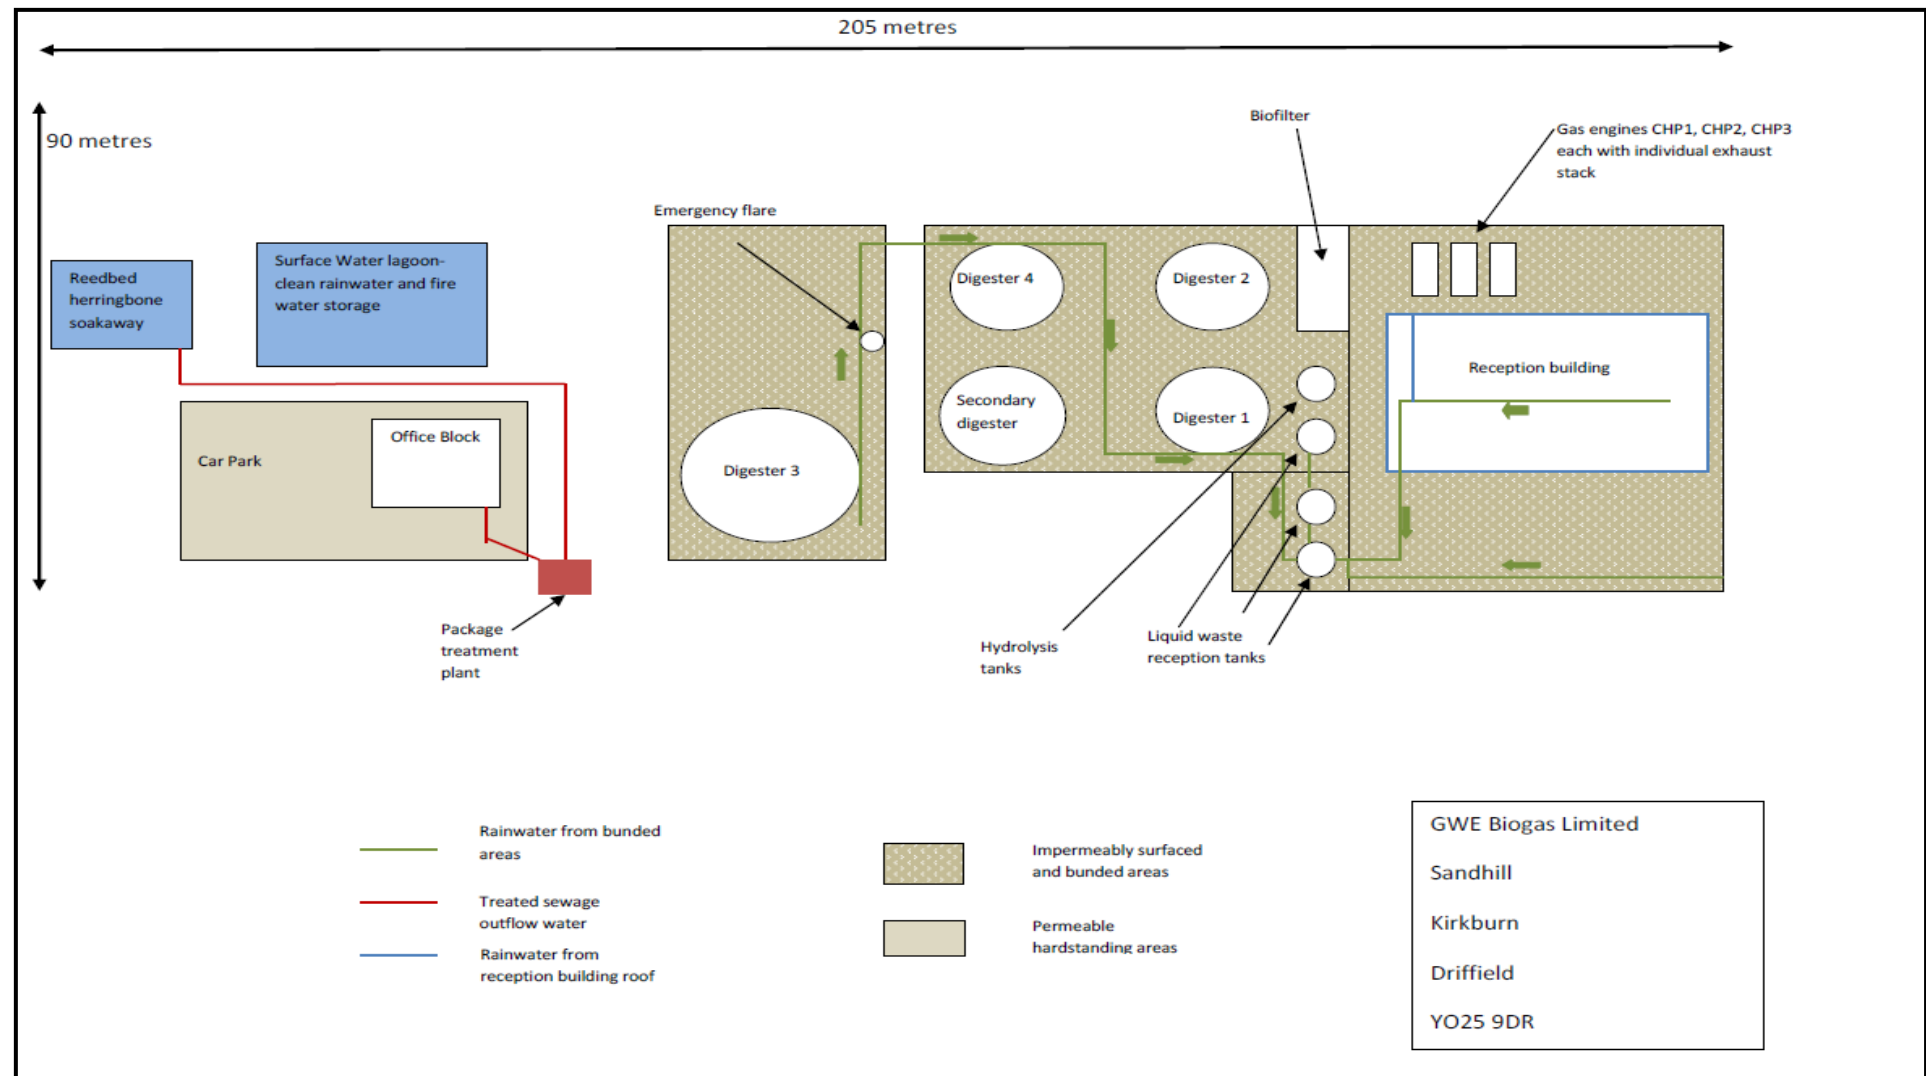 205 metres
90 metres
Biofilter
Gas engines CHP1, CHP2, CHP3
each with individual exhaust
stack
Emergency flare
Reedbed
herringbone
soakaway
Surface Water lagoon-
clean rainwater and fire
water storage
Digester 4
Digester 2
Reception building
Secondary
digester
Digester 1
Office Block
Car Park
Digester 3
Package
treatment
plant
Hydrolysis
tanks
Liquid waste
reception tanks
Rainwater from bunded
areas
Treated sewage
outflow water
Rainwater from
reception building roof
Impermeably surfaced
and bunded areas
Permeable
hardstanding areas
GWE Biogas Limited
Sandhill
Kirkburn
Driffield
YO25 9DR